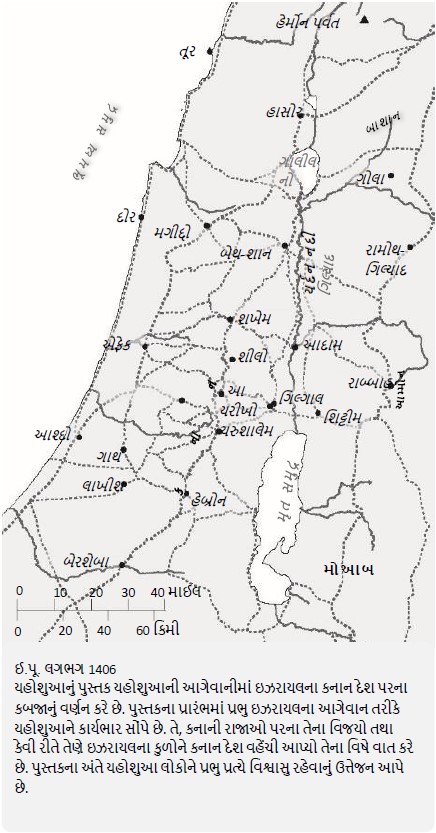 હેર્મોન પર્વત
તૂર
હાસોર
બાશાન
ભૂમધ્ય સમુદ્ર
ગાલીલ
ગોલા
દોર
મગીદ્દો
બેથ-શાન
યર્દન નદી
ગિલ્યાદ
રામોથ-
ગિલ્યાદ
શખેમ
એફેક
આદામ
શીલો
રાબ્બાહ
આ
યરીખો
ગિલ્ગાલ
શિટ્ટીમ
આશ્દો
યરુશાલેમ
ગાથ
લાખીશ
હેબ્રોન
મૃત સમુદ્ર
મોઆબ
બેરશેબા
0 10 20 30 40 માઈલ
0 20 40 60 કિમી
ઈ.પૂ. લગભગ 1406
યહોશુઆનું પુસ્તક યહોશુઆની આગેવાનીમાં ઇઝરાયલના કનાન દેશ પરના
કબજાનું વર્ણન કરે છે. પુસ્તકના પ્રારંભમાં પ્રભુ ઇઝરાયલના આગેવાન તરીકે
યહોશુઆને કાર્યભાર સોંપે છે. તે, કનાની રાજાઓ પરના તેના વિજયો તથા
કેવી રીતે તેણે ઇઝરાયલના કુળોને કનાન દેશ વહેંચી આપ્યો તેના વિષે વાત કરે
છે. પુસ્તકના અંતે યહોશુઆ લોકોને પ્રભુ પ્રત્યે વિશ્વાસુ રહેવાનું ઉત્તેજન આપે
છે.